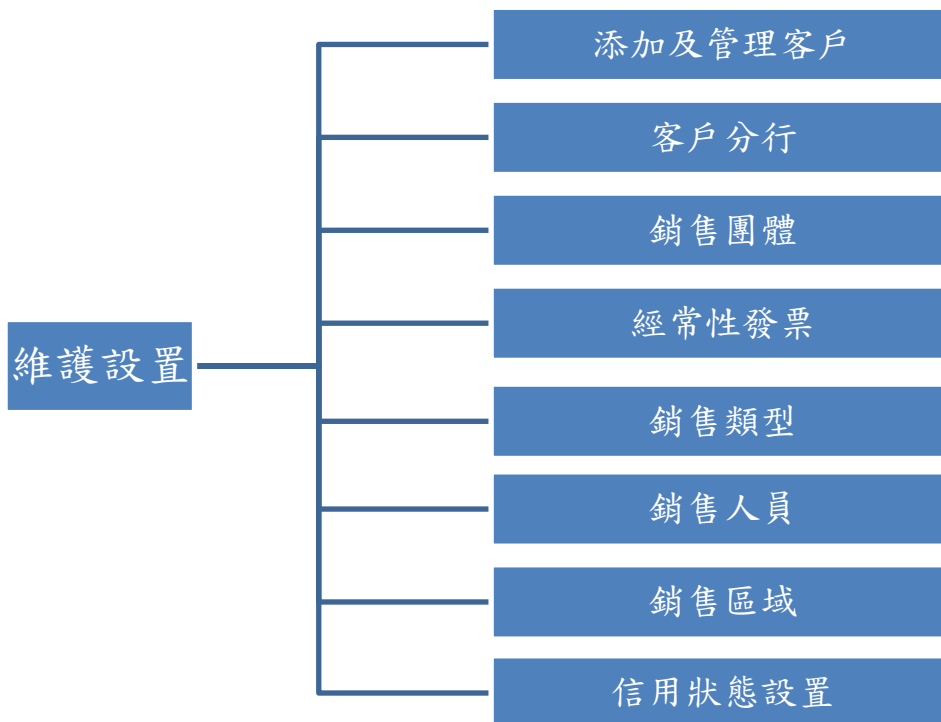 添加及管理客戶
客戶分行
銷售團體
經常性發票
維護設置
銷售類型
銷售人員
銷售區域
信用狀態設置